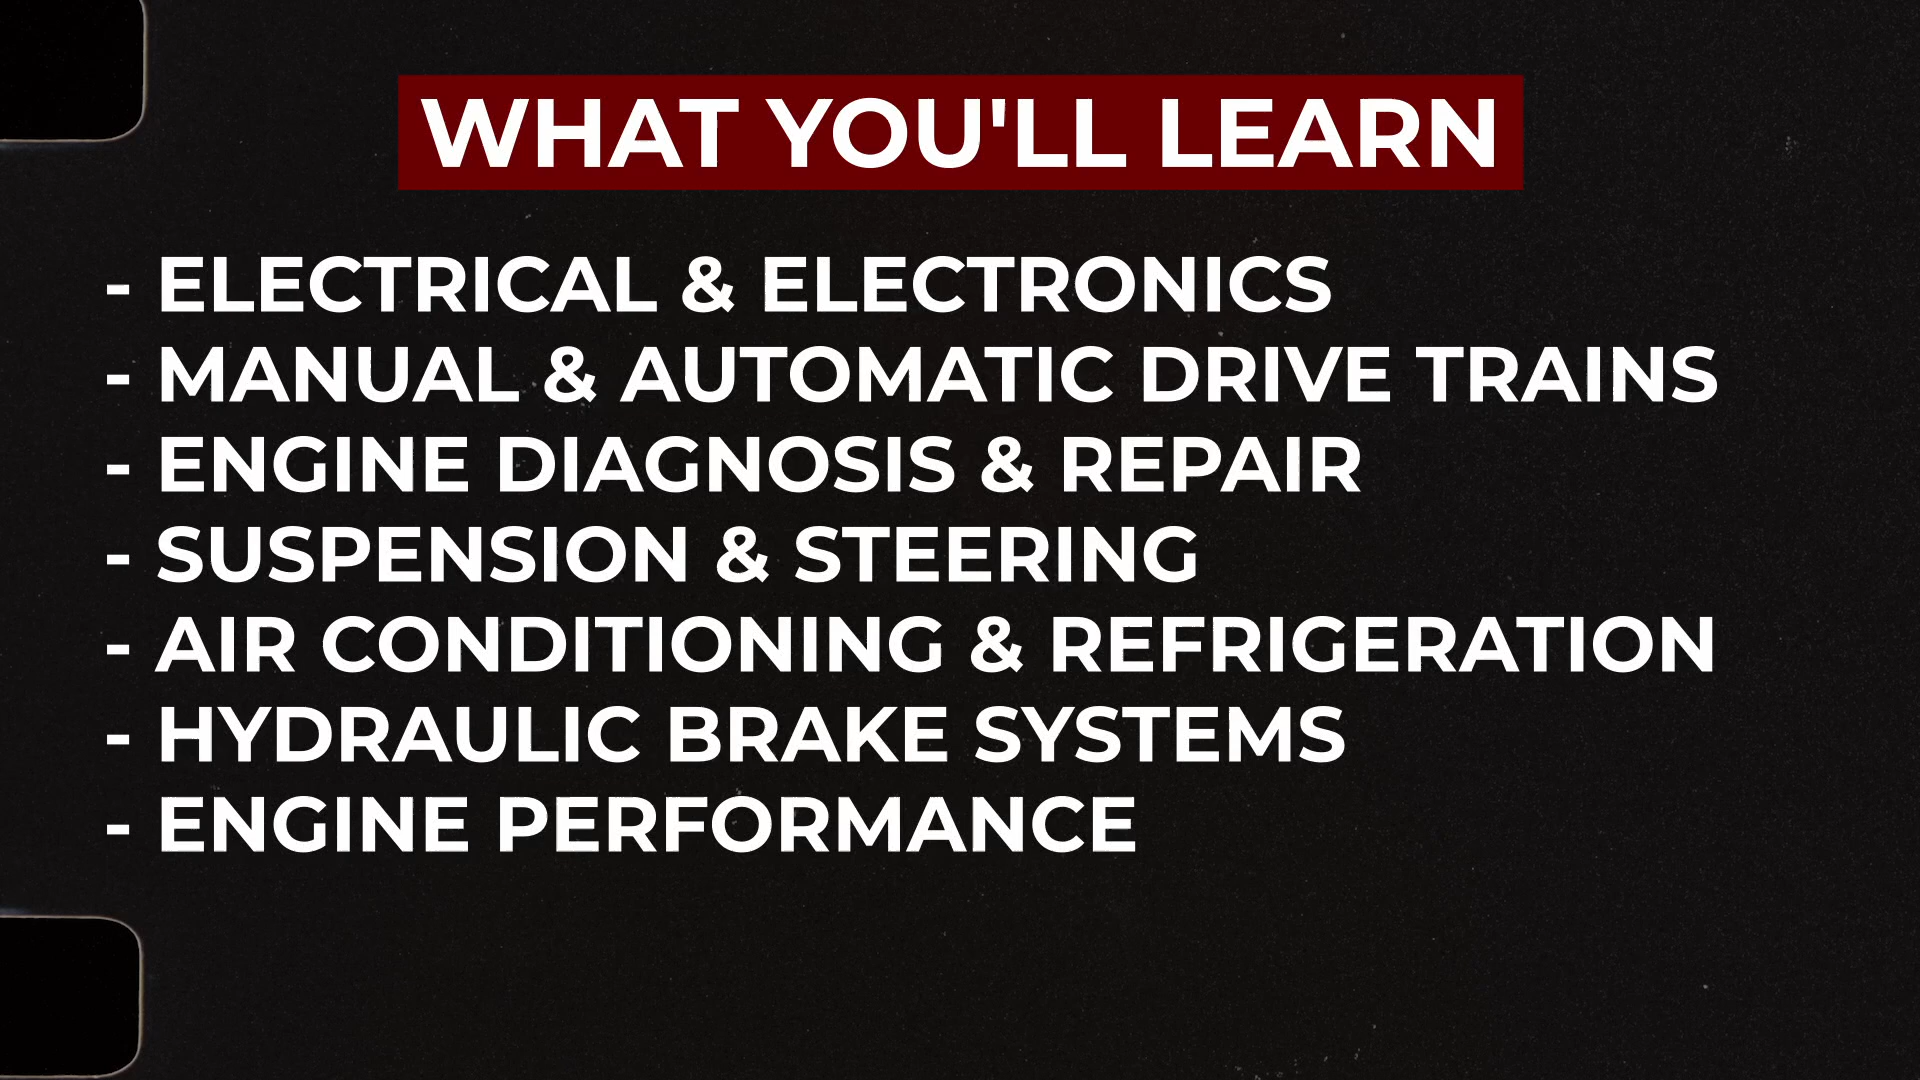 WHAT YOU'LL LEARN
- ELECTRICAL & ELECTRONICS
- MANUAL & AUTOMATIC DRIVE TRAINS
- ENGINE DIAGNOSIS & REPAIR
- SUSPENSION & STEERING
- AIR CONDITIONING & REFRIGERATION
- HYDRAULIC BRAKE SYSTEMS
- ENGINE PERFORMANCE